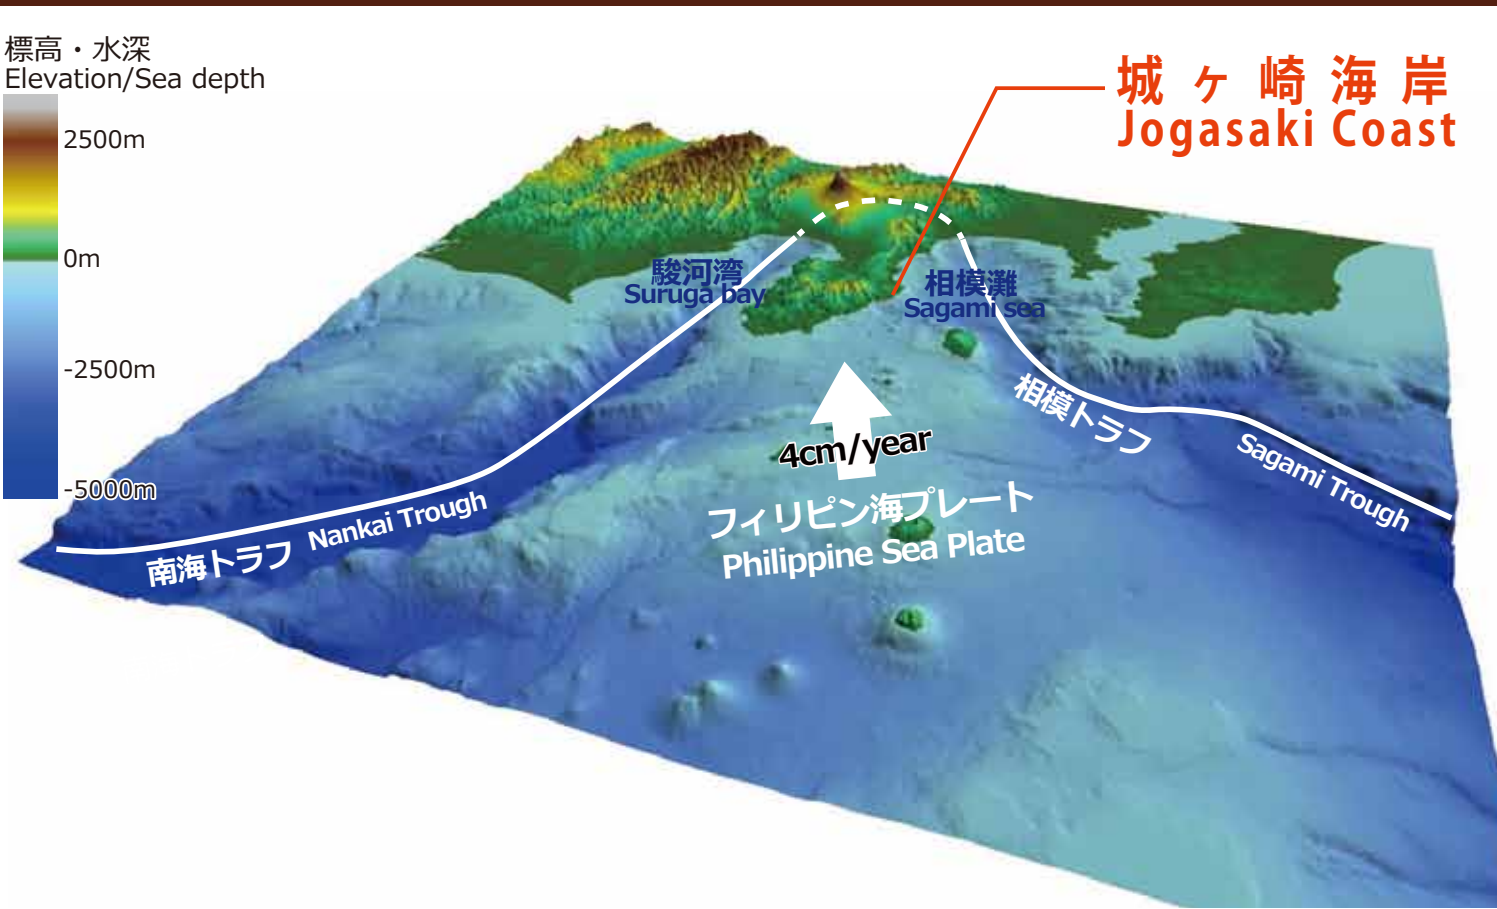 標高・水深
Elevation/Sea depth
2500m
0m
-2500m
-5000m
城ヶ崎海岸
Jogasaki Coast
駿河湾
Suruga bay
相模灘
Sagami sea
相模トラフ
Sagami Trough
4cm/year
フィリピン海プレート
Philippine Sea Plate
南海トラフ
Nankai Trough